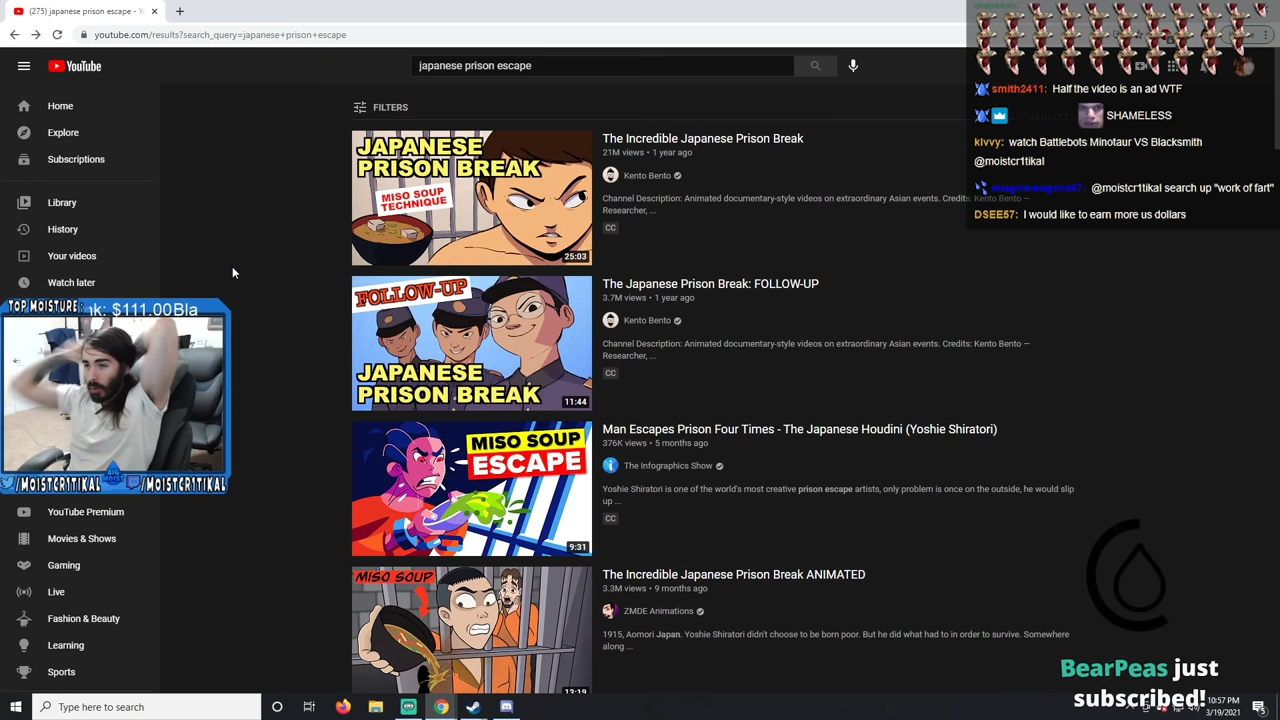 (275) japanese prison escape -
youtube.com/results?search_query=japanese+prison+escape
YouTube
japanese prison escape
smith2411: Half the video is an ad WTF
SHAMELESS
klvvy: watch Battlebots Minotaur VS Blacksmith
@moistcr1tikal
@moistcr1tikal search up "work of fart"
DSEE57: I would like to earn more us dollars
Home
Explore
Subscriptions
Library
History
Your videos
Watch later
TOP MOISTURE:
nk: $111.00Bla
/MOISTCR1TIKAL /MOISTCR1TIKAL
YouTube Premium
Movies & Shows
Gaming
Live
Fashion & Beauty
Learning
Sports
FILTERS
JAPANESE
PRISON BREAK
MISO SOUP
TECHNIQUE
25:03
The Incredible Japanese Prison Break
21M views • 1 year ago
Kento Bento
Channel Description: Animated documentary-style videos on extraordinary Asian events. Credits: Kento Bento —
Researcher, ...
CC
FOLLOW-UP
JAPANESE
PRISON BREAK
11:44
The Japanese Prison Break: FOLLOW-UP
3.7M views • 1 year ago
Kento Bento
Channel Description: Animated documentary-style videos on extraordinary Asian events. Credits: Kento Bento —
Researcher, ...
CC
MISO SOUP
ESCAPE
9:31
Man Escapes Prison Four Times - The Japanese Houdini (Yoshie Shiratori)
376K views • 5 months ago
The Infographics Show
Yoshie Shiratori is one of the world's most creative prison escape artists, only problem is once on the outside, he would slip
up ...
CC
MISO SOUP
13:19
The Incredible Japanese Prison Break ANIMATED
3.3M views • 9 months ago
ZMDE Animations
1915, Aomori Japan. Yoshie Shiratori didn't choose to be born poor. But he did what had to in order to survive. Somewhere
along ...
BearPeas just
subscribed!
Type here to search
10:57 PM
3/19/2021